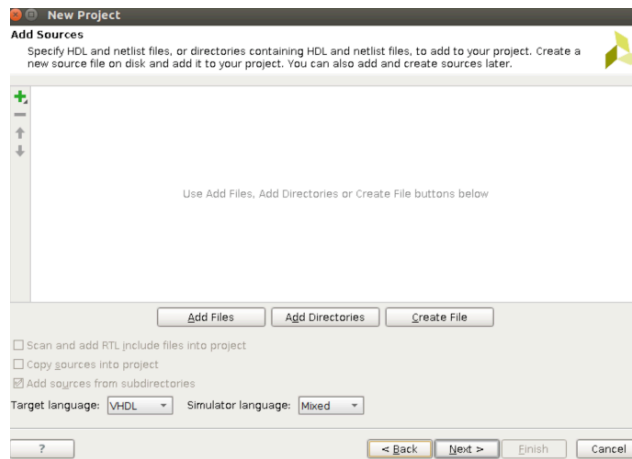 New Project
Add Sources
Specify HDL and netlist files, or directories containing HDL and netlist files, to add to your project. Create a
new source file on disk and add it to your project. You can also add and create sources later.
Use Add Files, Add Directories or Create File buttons below
Add Files Add Directories Create File
Scan and add RTL include files into project
Copy sources into project
Add sources from subdirectories
Target language: VHDL Simulator language: Mixed
? < Back Next > Finish Cancel